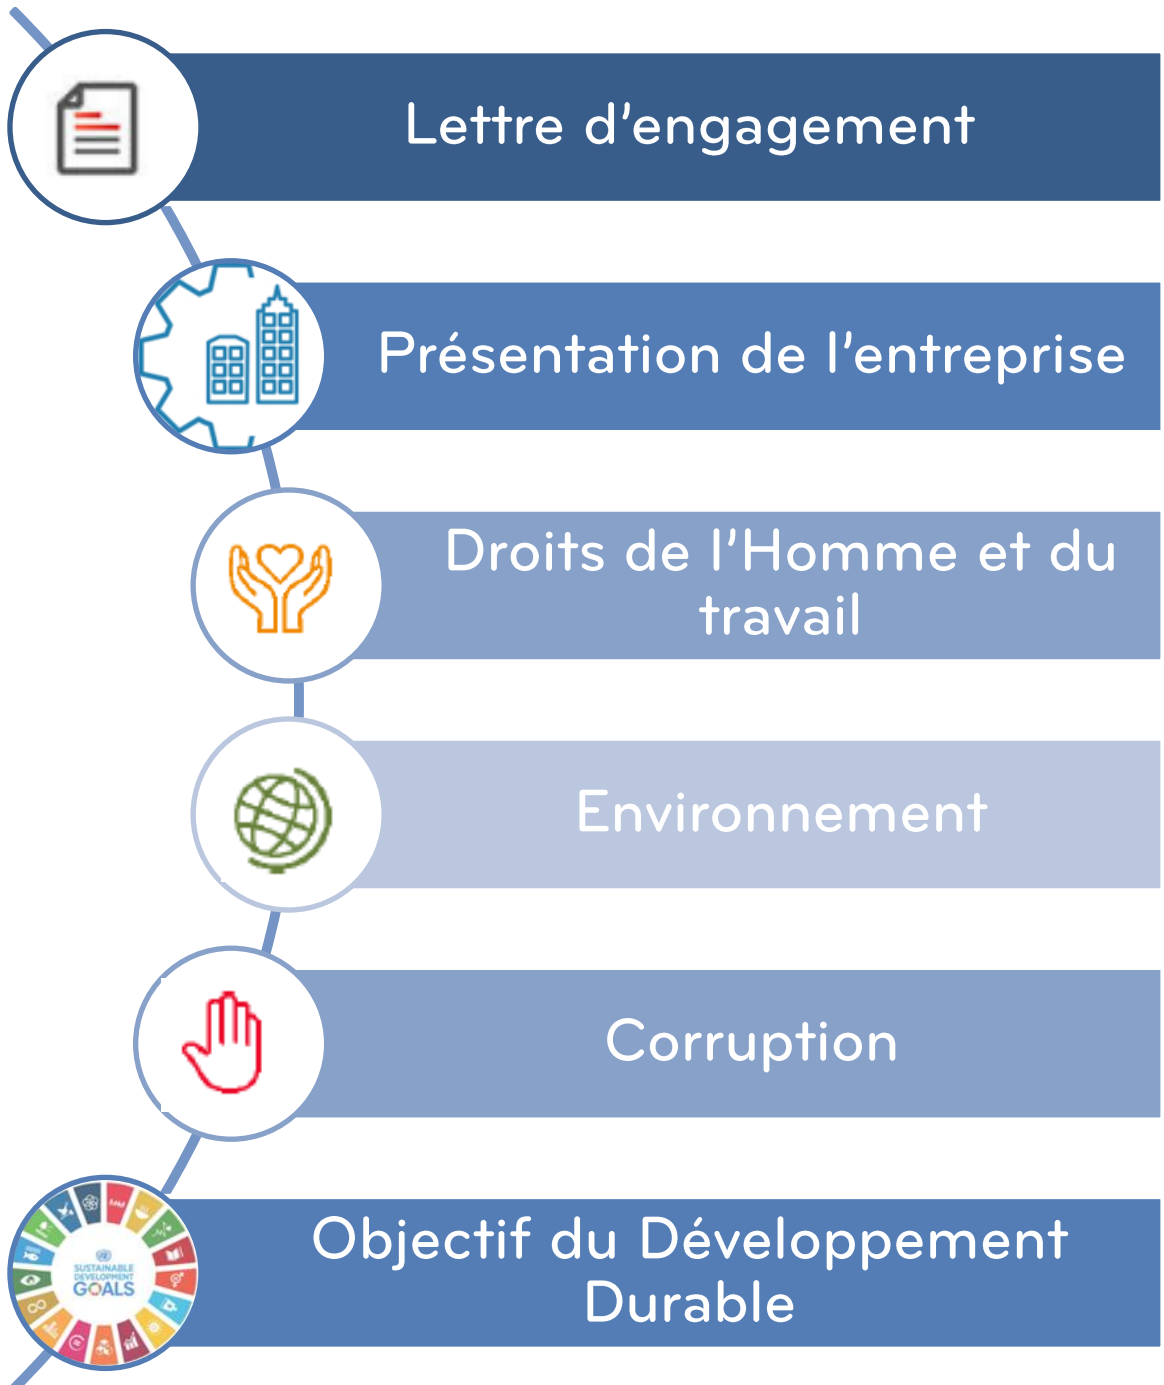 Lettre d’engagement
Présentation de l’entreprise
Droits de l’Homme et du
travail
Environnement
Corruption
Objectif du Développement
Durable
SUSTAINABLE
DEVELOPMENT
GOALS